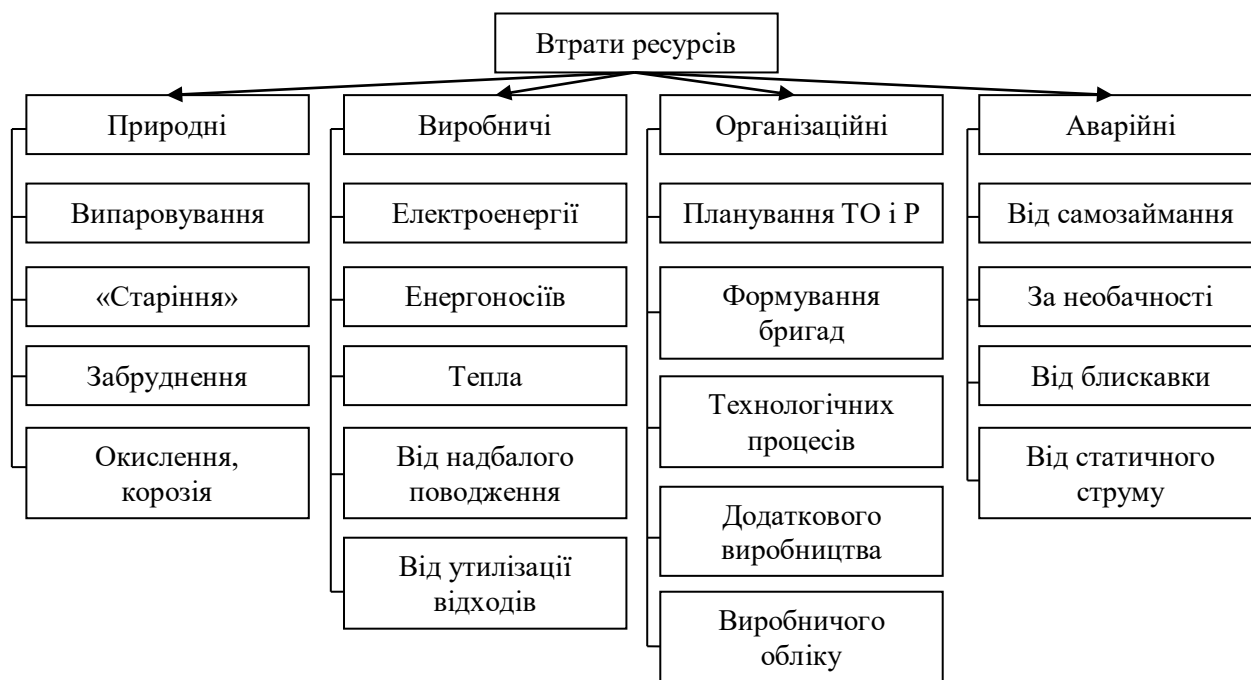 Втрати ресурсів
Природні
Випаровування
«Старіння»
Забруднення
Окислення,
корозія
Виробничі
Електроенергії
Енергоносіїв
Тепла
Від надбалого
поводження
Від утилізації
відходів
Організаційні
Планування ТО і Р
Формування
бригад
Технологічних
процесів
Додаткового
виробництва
Виробничого
обліку
Аварійні
Від самозаймання
За необачності
Від блискавки
Від статичного
струму